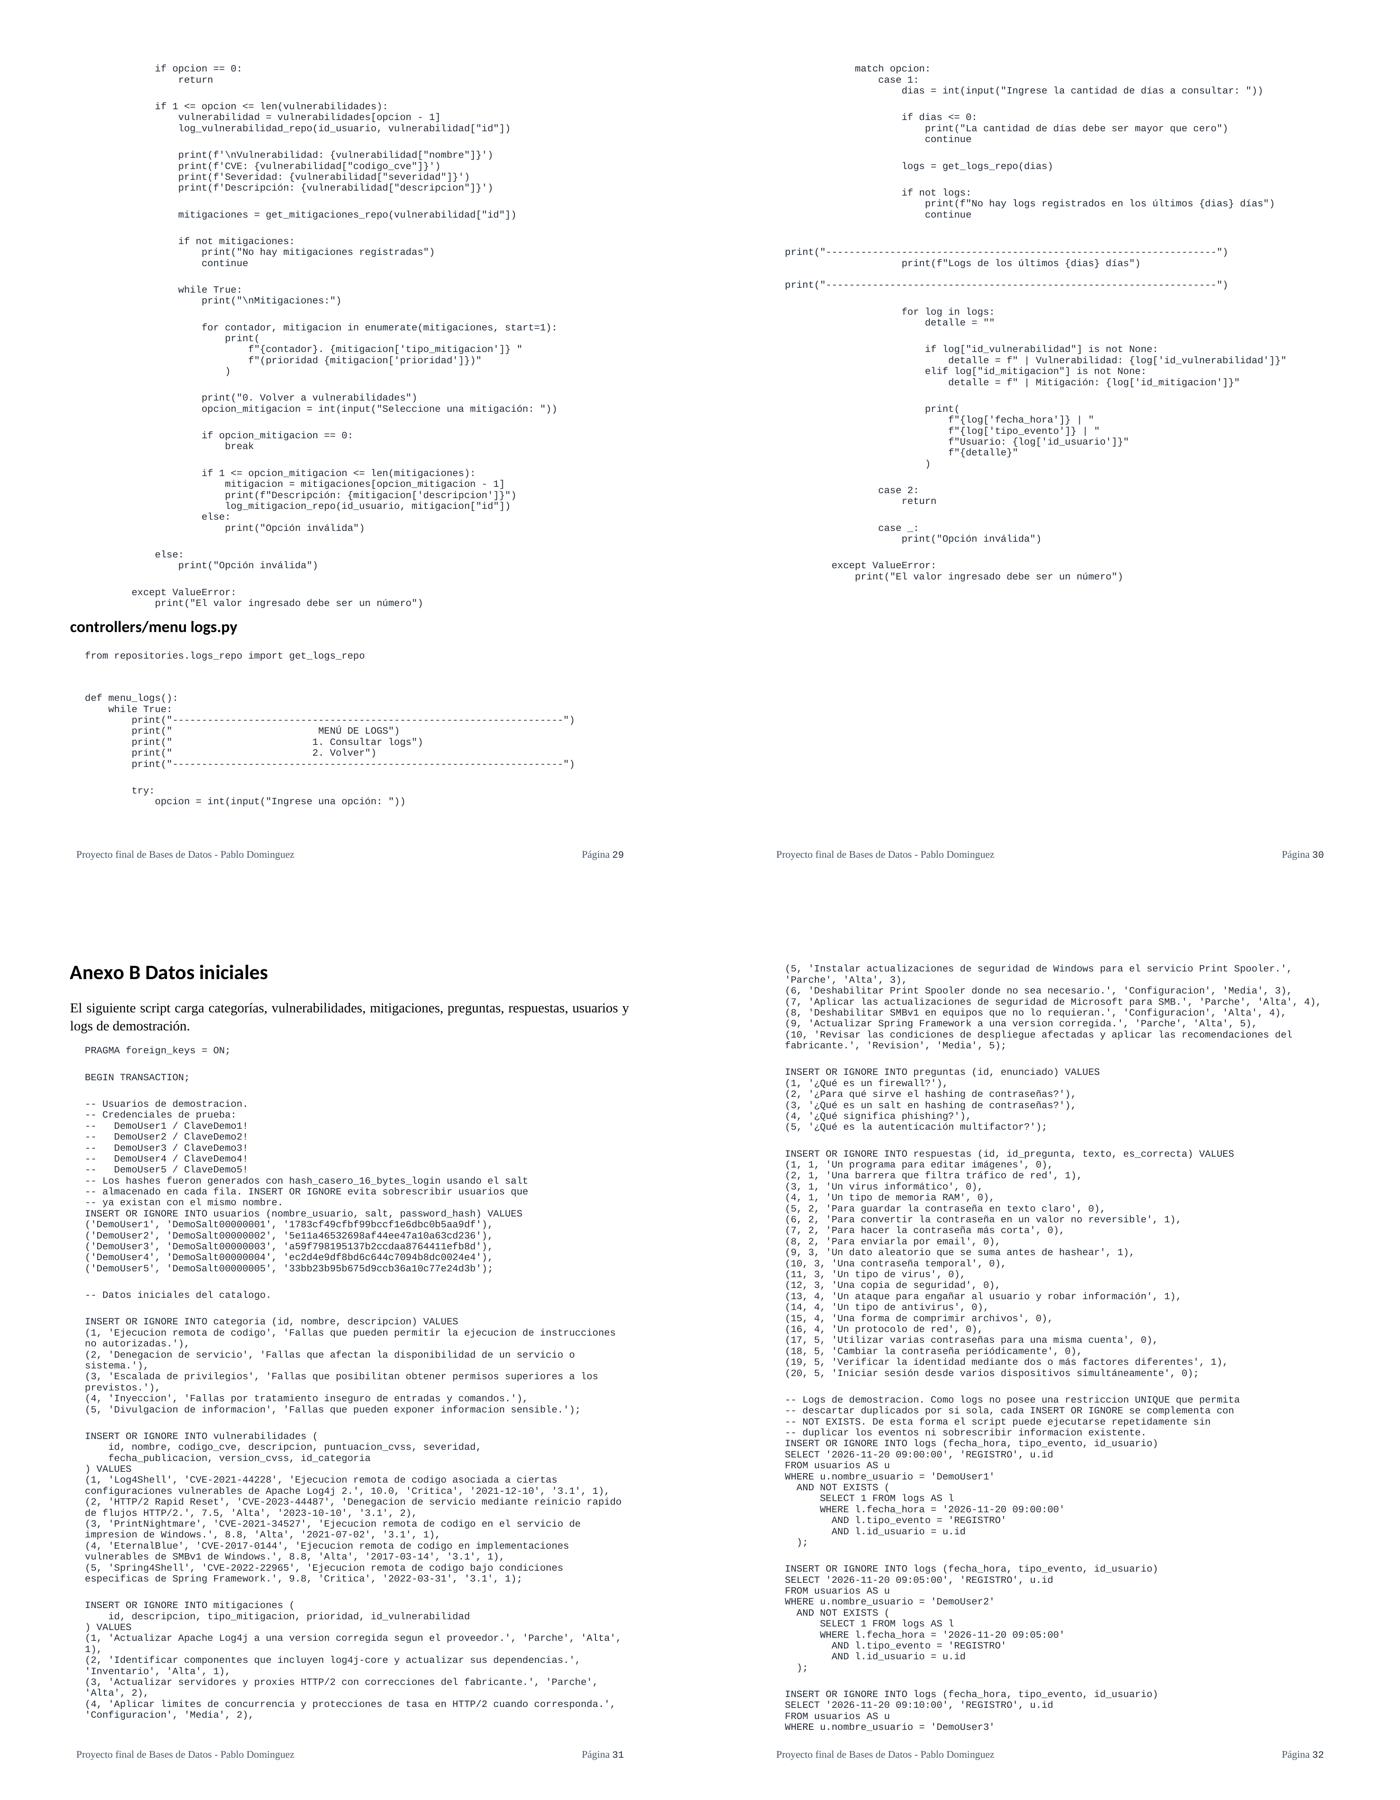 if opcion == 0:
                return

            if 1 <= opcion <= len(vulnerabilidades):
                vulnerabilidad = vulnerabilidades[opcion - 1]
                log_vulnerabilidad_repo(id_usuario, vulnerabilidad["id"])

                print(f'\nVulnerabilidad: {vulnerabilidad["nombre"]}')
                print(f'CVE: {vulnerabilidad["codigo_cve"]}')
                print(f'Severidad: {vulnerabilidad["severidad"]}')
                print(f'Descripción: {vulnerabilidad["descripcion"]}')

                mitigaciones = get_mitigaciones_repo(vulnerabilidad["id"])

                if not mitigaciones:
                    print("No hay mitigaciones registradas")
                    continue

                while True:
                    print("\nMitigaciones:")

                    for contador, mitigacion in enumerate(mitigaciones, start=1):
                        print(
                            f"{contador}. {mitigacion['tipo_mitigacion']} "
                            f"(prioridad {mitigacion['prioridad']})"
                        )

                    print("0. Volver a vulnerabilidades")
                    opcion_mitigacion = int(input("Seleccione una mitigación: "))

                    if opcion_mitigacion == 0:
                        break

                    if 1 <= opcion_mitigacion <= len(mitigaciones):
                        mitigacion = mitigaciones[opcion_mitigacion - 1]
                        print(f"Descripción: {mitigacion['descripcion']}")
                        log_mitigacion_repo(id_usuario, mitigacion["id"])
                    else:
                        print("Opción inválida")

            else:
                print("Opción inválida")

        except ValueError:
            print("El valor ingresado debe ser un número")
controllers/menu logs.py
from repositories.logs_repo import get_logs_repo

def menu_logs():
    while True:
        print("-------------------------------------------------------------------")
        print("                         MENÚ DE LOGS")
        print("                        1. Consultar logs")
        print("                        2. Volver")
        print("-------------------------------------------------------------------")

        try:
            opcion = int(input("Ingrese una opción: "))
Proyecto final de Bases de Datos - Pablo Dominguez Página 29
            match opcion:
                case 1:
                    dias = int(input("Ingrese la cantidad de días a consultar: "))

                    if dias <= 0:
                        print("La cantidad de días debe ser mayor que cero")
                        continue

                    logs = get_logs_repo(dias)

                    if not logs:
                        print(f"No hay logs registrados en los últimos {dias} días")
                        continue

print("-------------------------------------------------------------------")
                    print(f"Logs de los últimos {dias} días")
print("-------------------------------------------------------------------")

                    for log in logs:
                        detalle = ""

                        if log["id_vulnerabilidad"] is not None:
                            detalle = f" | Vulnerabilidad: {log['id_vulnerabilidad']}"
                        elif log["id_mitigacion"] is not None:
                            detalle = f" | Mitigación: {log['id_mitigacion']}"

                        print(
                            f"{log['fecha_hora']} | "
                            f"{log['tipo_evento']} | "
                            f"Usuario: {log['id_usuario']}"
                            f"{detalle}"
                        )

                case 2:
                    return

                case _:
                    print("Opción inválida")

        except ValueError:
            print("El valor ingresado debe ser un número")
Proyecto final de Bases de Datos - Pablo Dominguez Página 30
Anexo B Datos iniciales
El siguiente script carga categorías, vulnerabilidades, mitigaciones, preguntas, respuestas, usuarios y
logs de demostración.
PRAGMA foreign_keys = ON;

BEGIN TRANSACTION;

-- Usuarios de demostracion.
-- Credenciales de prueba:
--   DemoUser1 / ClaveDemo1!
--   DemoUser2 / ClaveDemo2!
--   DemoUser3 / ClaveDemo3!
--   DemoUser4 / ClaveDemo4!
--   DemoUser5 / ClaveDemo5!
-- Los hashes fueron generados con hash_casero_16_bytes_login usando el salt
-- almacenado en cada fila. INSERT OR IGNORE evita sobrescribir usuarios que
-- ya existan con el mismo nombre.
INSERT OR IGNORE INTO usuarios (nombre_usuario, salt, password_hash) VALUES
('DemoUser1', 'DemoSalt00000001', '1783cf49cfbf99bccf1e6dbc0b5aa9df'),
('DemoUser2', 'DemoSalt00000002', '5e11a46532698af44ee47a10a63cd236'),
('DemoUser3', 'DemoSalt00000003', 'a59f798195137b2ccdaa8764411efb8d'),
('DemoUser4', 'DemoSalt00000004', 'ec2d4e9df8bd6c644c7094b8dc0024e4'),
('DemoUser5', 'DemoSalt00000005', '33bb23b95b675d9ccb36a10c77e24d3b');

-- Datos iniciales del catalogo.

INSERT OR IGNORE INTO categoria (id, nombre, descripcion) VALUES
(1, 'Ejecucion remota de codigo', 'Fallas que pueden permitir la ejecucion de instrucciones
no autorizadas.'),
(2, 'Denegacion de servicio', 'Fallas que afectan la disponibilidad de un servicio o
sistema.'),
(3, 'Escalada de privilegios', 'Fallas que posibilitan obtener permisos superiores a los
previstos.'),
(4, 'Inyeccion', 'Fallas por tratamiento inseguro de entradas y comandos.'),
(5, 'Divulgacion de informacion', 'Fallas que pueden exponer informacion sensible.');

INSERT OR IGNORE INTO vulnerabilidades (
    id, nombre, codigo_cve, descripcion, puntuacion_cvss, severidad,
    fecha_publicacion, version_cvss, id_categoria
) VALUES
(1, 'Log4Shell', 'CVE-2021-44228', 'Ejecucion remota de codigo asociada a ciertas
configuraciones vulnerables de Apache Log4j 2.', 10.0, 'Critica', '2021-12-10', '3.1', 1),
(2, 'HTTP/2 Rapid Reset', 'CVE-2023-44487', 'Denegacion de servicio mediante reinicio rapido
de flujos HTTP/2.', 7.5, 'Alta', '2023-10-10', '3.1', 2),
(3, 'PrintNightmare', 'CVE-2021-34527', 'Ejecucion remota de codigo en el servicio de
impresion de Windows.', 8.8, 'Alta', '2021-07-02', '3.1', 1),
(4, 'EternalBlue', 'CVE-2017-0144', 'Ejecucion remota de codigo en implementaciones
vulnerables de SMBv1 de Windows.', 8.8, 'Alta', '2017-03-14', '3.1', 1),
(5, 'Spring4Shell', 'CVE-2022-22965', 'Ejecucion remota de codigo bajo condiciones
especificas de Spring Framework.', 9.8, 'Critica', '2022-03-31', '3.1', 1);

INSERT OR IGNORE INTO mitigaciones (
    id, descripcion, tipo_mitigacion, prioridad, id_vulnerabilidad
) VALUES
(1, 'Actualizar Apache Log4j a una version corregida segun el proveedor.', 'Parche', 'Alta',
1),
(2, 'Identificar componentes que incluyen log4j-core y actualizar sus dependencias.',
'Inventario', 'Alta', 1),
(3, 'Actualizar servidores y proxies HTTP/2 con correcciones del fabricante.', 'Parche',
'Alta', 2),
(4, 'Aplicar limites de concurrencia y protecciones de tasa en HTTP/2 cuando corresponda.',
'Configuracion', 'Media', 2),
Proyecto final de Bases de Datos - Pablo Dominguez Página 31
(5, 'Instalar actualizaciones de seguridad de Windows para el servicio Print Spooler.',
'Parche', 'Alta', 3),
(6, 'Deshabilitar Print Spooler donde no sea necesario.', 'Configuracion', 'Media', 3),
(7, 'Aplicar las actualizaciones de seguridad de Microsoft para SMB.', 'Parche', 'Alta', 4),
(8, 'Deshabilitar SMBv1 en equipos que no lo requieran.', 'Configuracion', 'Alta', 4),
(9, 'Actualizar Spring Framework a una version corregida.', 'Parche', 'Alta', 5),
(10, 'Revisar las condiciones de despliegue afectadas y aplicar las recomendaciones del
fabricante.', 'Revision', 'Media', 5);

INSERT OR IGNORE INTO preguntas (id, enunciado) VALUES
(1, '¿Qué es un firewall?'),
(2, '¿Para qué sirve el hashing de contraseñas?'),
(3, '¿Qué es un salt en hashing de contraseñas?'),
(4, '¿Qué significa phishing?'),
(5, '¿Qué es la autenticación multifactor?');

INSERT OR IGNORE INTO respuestas (id, id_pregunta, texto, es_correcta) VALUES
(1, 1, 'Un programa para editar imágenes', 0),
(2, 1, 'Una barrera que filtra tráfico de red', 1),
(3, 1, 'Un virus informático', 0),
(4, 1, 'Un tipo de memoria RAM', 0),
(5, 2, 'Para guardar la contraseña en texto claro', 0),
(6, 2, 'Para convertir la contraseña en un valor no reversible', 1),
(7, 2, 'Para hacer la contraseña más corta', 0),
(8, 2, 'Para enviarla por email', 0),
(9, 3, 'Un dato aleatorio que se suma antes de hashear', 1),
(10, 3, 'Una contraseña temporal', 0),
(11, 3, 'Un tipo de virus', 0),
(12, 3, 'Una copia de seguridad', 0),
(13, 4, 'Un ataque para engañar al usuario y robar información', 1),
(14, 4, 'Un tipo de antivirus', 0),
(15, 4, 'Una forma de comprimir archivos', 0),
(16, 4, 'Un protocolo de red', 0),
(17, 5, 'Utilizar varias contraseñas para una misma cuenta', 0),
(18, 5, 'Cambiar la contraseña periódicamente', 0),
(19, 5, 'Verificar la identidad mediante dos o más factores diferentes', 1),
(20, 5, 'Iniciar sesión desde varios dispositivos simultáneamente', 0);

-- Logs de demostracion. Como logs no posee una restriccion UNIQUE que permita
-- descartar duplicados por si sola, cada INSERT OR IGNORE se complementa con
-- NOT EXISTS. De esta forma el script puede ejecutarse repetidamente sin
-- duplicar los eventos ni sobrescribir informacion existente.
INSERT OR IGNORE INTO logs (fecha_hora, tipo_evento, id_usuario)
SELECT '2026-11-20 09:00:00', 'REGISTRO', u.id
FROM usuarios AS u
WHERE u.nombre_usuario = 'DemoUser1'
  AND NOT EXISTS (
      SELECT 1 FROM logs AS l
      WHERE l.fecha_hora = '2026-11-20 09:00:00'
        AND l.tipo_evento = 'REGISTRO'
        AND l.id_usuario = u.id
  );

INSERT OR IGNORE INTO logs (fecha_hora, tipo_evento, id_usuario)
SELECT '2026-11-20 09:05:00', 'REGISTRO', u.id
FROM usuarios AS u
WHERE u.nombre_usuario = 'DemoUser2'
  AND NOT EXISTS (
      SELECT 1 FROM logs AS l
      WHERE l.fecha_hora = '2026-11-20 09:05:00'
        AND l.tipo_evento = 'REGISTRO'
        AND l.id_usuario = u.id
  );

INSERT OR IGNORE INTO logs (fecha_hora, tipo_evento, id_usuario)
SELECT '2026-11-20 09:10:00', 'REGISTRO', u.id
FROM usuarios AS u
WHERE u.nombre_usuario = 'DemoUser3'
Proyecto final de Bases de Datos - Pablo Dominguez Página 32